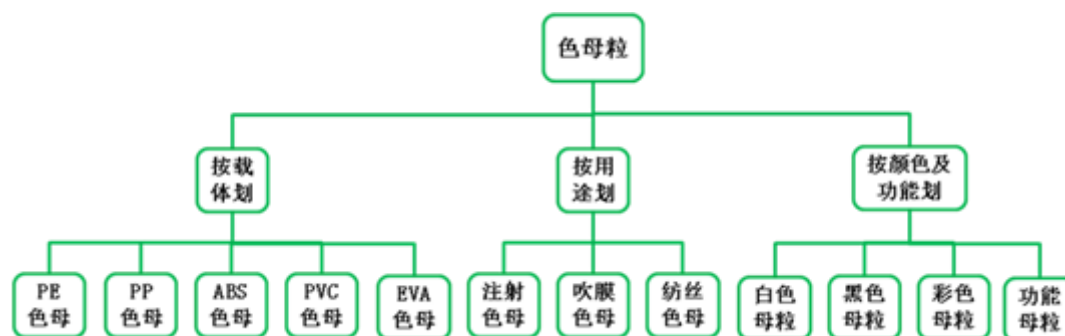 色母粒
按载
体划
按用
途划
按颜色及
功能划
PE
色母
PP
色母
ABS
色母
PVC
色母
EVA
色母
注射
色母
吹膜
色母
纺丝
色母
白色
母粒
黑色
母粒
彩色
母粒
功能
母粒